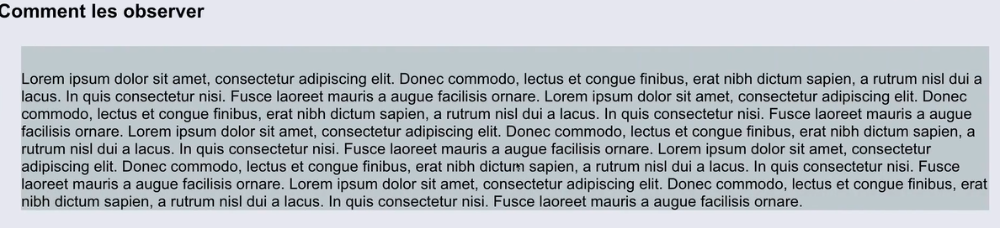 Comment les observer
Lorem ipsum dolor sit amet, consectetur adipiscing elit. Donec commodo, lectus et congue finibus, erat nibh dictum sapien, a rutrum nisl dui a
lacus. In quis consectetur nisi. Fusce laoreet mauris a augue facilisis ornare. Lorem ipsum dolor sit amet, consectetur adipiscing elit. Donec
commodo, lectus et congue finibus, erat nibh dictum sapien, a rutrum nisl dui a lacus. In quis consectetur nisi. Fusce laoreet mauris a augue
facilisis ornare. Lorem ipsum dolor sit amet, consectetur adipiscing elit. Donec commodo, lectus et congue finibus, erat nibh dictum sapien, a
rutrum nisl dui a lacus. In quis consectetur nisi. Fusce laoreet mauris a augue facilisis ornare. Lorem ipsum dolor sit amet, consectetur
adipiscing elit. Donec commodo, lectus et congue finibus, erat nibh dictum sapien, a rutrum nisl dui a lacus. In quis consectetur nisi. Fusce
laoreet mauris a augue facilisis ornare. Lorem ipsum dolor sit amet, consectetur adipiscing elit. Donec commodo, lectus et congue finibus, erat
nibh dictum sapien, a rutrum nisl dui a lacus. In quis consectetur nisi. Fusce laoreet mauris a augue facilisis ornare.